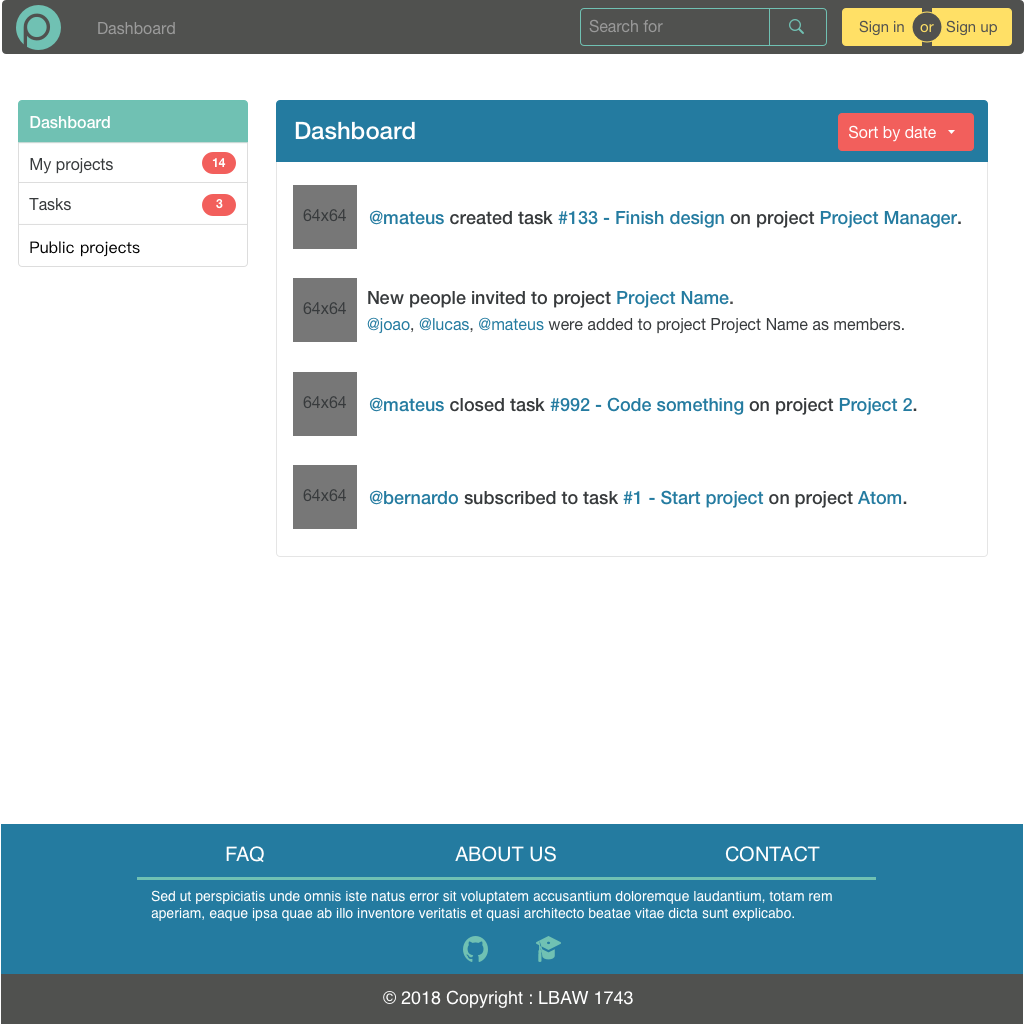 Dashboard
Search for
Sign in or Sign up
Dashboard
My projects 14
Tasks 3
Public projects
Dashboard
Sort by date
64x64
@mateus created task #133 - Finish design on project Project Manager.
64x64
New people invited to project Project Name.
@joao, @lucas, @mateus were added to project Project Name as members.
64x64
@mateus closed task #992 - Code something on project Project 2.
64x64
@bernardo subscribed to task #1 - Start project on project Atom.
FAQ ABOUT US CONTACT
Sed ut perspiciatis unde omnis iste natus error sit voluptatem accusantium doloremque laudantium, totam rem
aperiam, eaque ipsa quae ab illo inventore veritatis et quasi architecto beatae vitae dicta sunt explicabo.
© 2018 Copyright : LBAW 1743